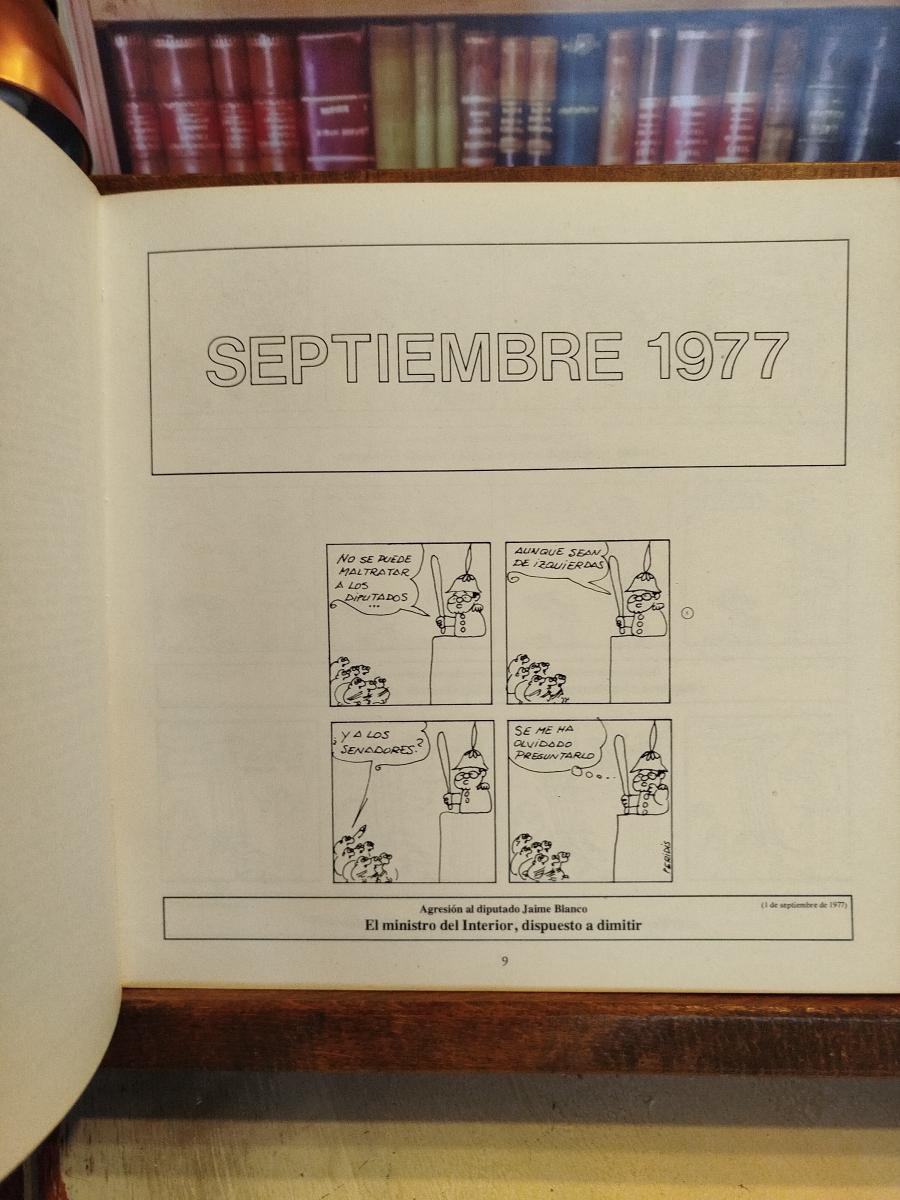 SEPTIEMBRE 1977
NO SE PUEDE
MALTRATAR
A LOS
DIPUTADOS
...
AUNQUE SEAN
DE IZQUIERDAS
¿Y A LOS
SENADORES?
SE ME HA
OLVIDADO
PREGUNTARLO
PERIDIS
Agresión al diputado Jaime Blanco
(1 de septiembre de 1977)
El ministro del Interior, dispuesto a dimitir
9